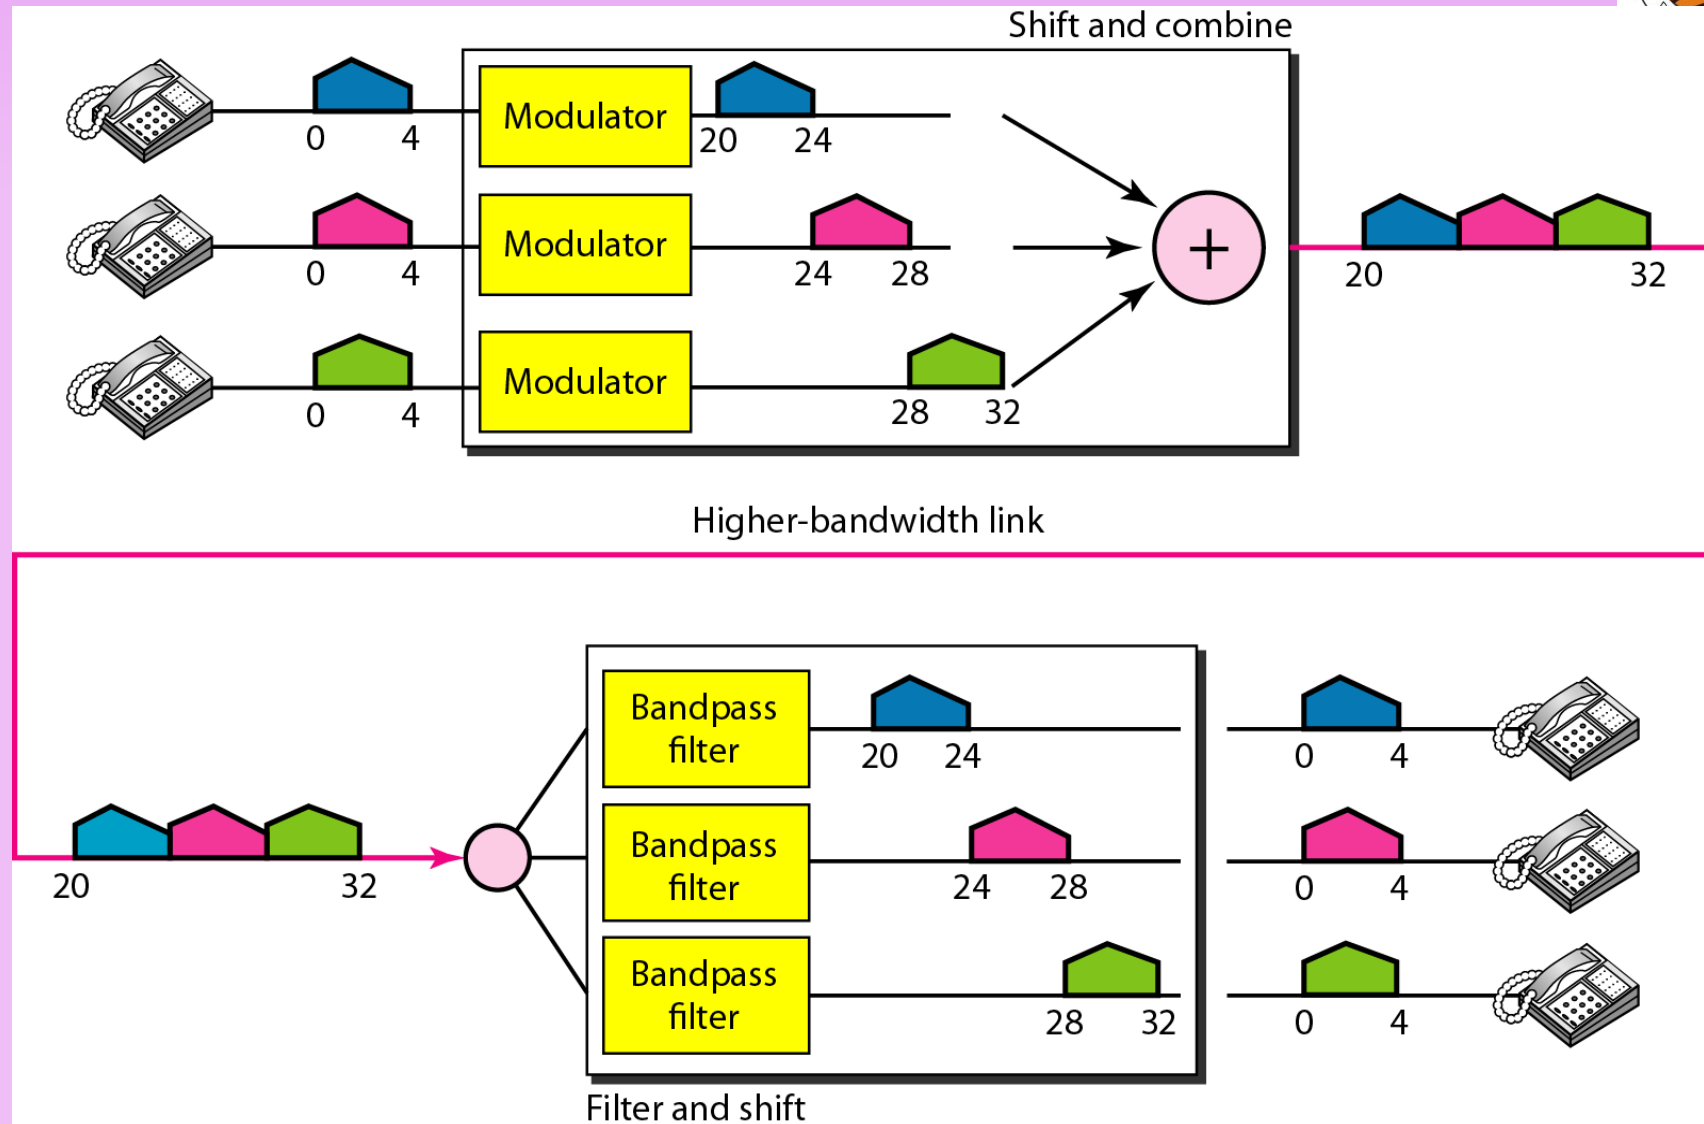 Shift and combine
Modulator
0 4
20 24
Modulator
0 4
24 28
+
20 32
Modulator
0 4
28 32
Higher-bandwidth link
Bandpass
filter
20 24
0 4
20 32
Bandpass
filter
24 28
0 4
Bandpass
filter
28 32
0 4
Filter and shift